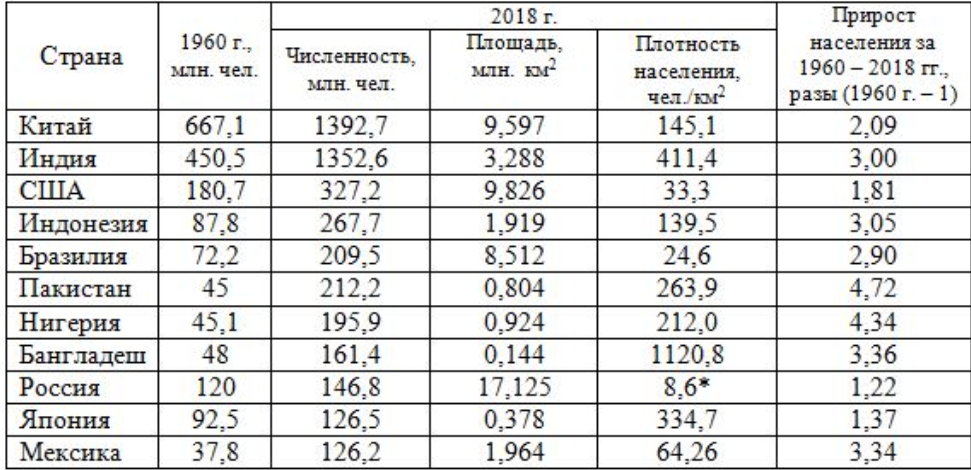 Страна
1960 г.,
млн. чел.
2018 г.
Численность,
млн. чел.
Площадь,
млн. км²
Плотность
населения,
чел./км²
Прирост
населения за
1960 – 2018 гг.,
разы (1960 г. – 1)
Китай 667,1 1392,7 9,597 145,1 2,09
Индия 450,5 1352,6 3,288 411,4 3,00
США 180,7 327,2 9,826 33,3 1,81
Индонезия 87,8 267,7 1,919 139,5 3,05
Бразилия 72,2 209,5 8,512 24,6 2,90
Пакистан 45 212,2 0,804 263,9 4,72
Нигерия 45,1 195,9 0,924 212,0 4,34
Бангладеш 48 161,4 0,144 1120,8 3,36
Россия 120 146,8 17,125 8,6* 1,22
Япония 92,5 126,5 0,378 334,7 1,37
Мексика 37,8 126,2 1,964 64,26 3,34